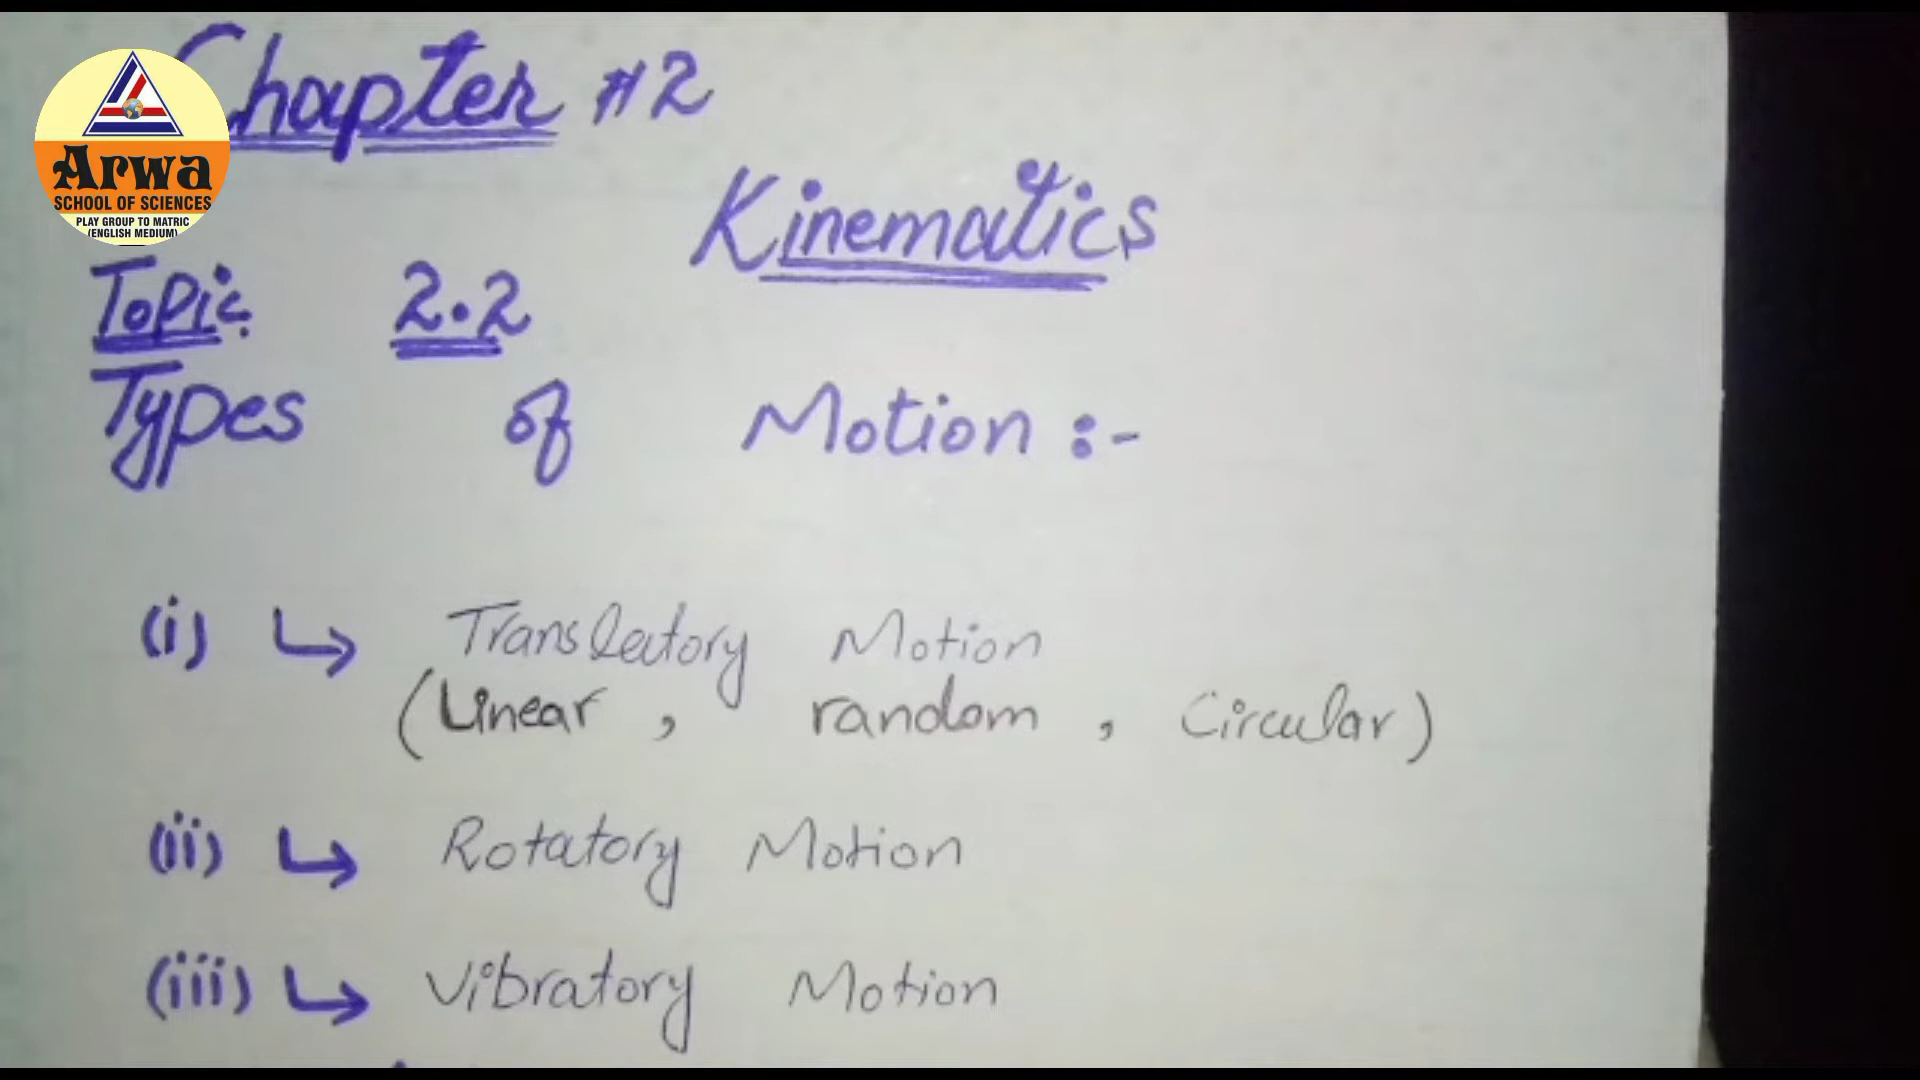 Chapter #2
Arwa
SCHOOL OF SCIENCES
PLAY GROUP TO MATRIC
(ENGLISH MEDIUM)
Kinematics
Topic 2.2
Types of Motion :-
(i) ↳ Translatory Motion
(Linear , random , Circular)
(ii) ↳ Rotatory Motion
(iii) ↳ Vibratory Motion